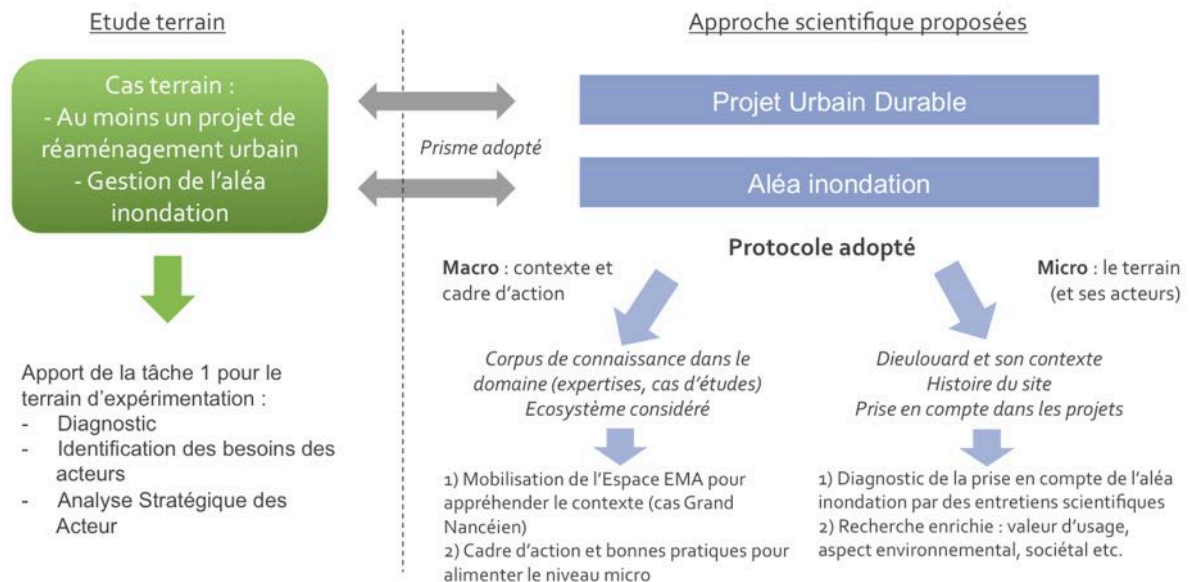 Etude terrain
Cas terrain :
- Au moins un projet de
réaménagement urbain
- Gestion de l'aléa
inondation
Apport de la tâche 1 pour le
terrain d'expérimentation :
- Diagnostic
- Identification des besoins des
acteurs
- Analyse Stratégique des
Acteur
Approche scientifique proposées
Prisme adopté
Projet Urbain Durable
Aléa inondation
Protocole adopté
Macro : contexte et
cadre d'action
Corpus de connaissance dans le
domaine (expertises, cas d'études)
Ecosystème considéré
1) Mobilisation de l'Espace EMA pour
appréhender le contexte (cas Grand
Nancéien)
2) Cadre d'action et bonnes pratiques pour
alimenter le niveau micro
Micro : le terrain
(et ses acteurs)
Dieulouard et son contexte
Histoire du site
Prise en compte dans les projets
1) Diagnostic de la prise en compte de l'aléa
inondation par des entretiens scientifiques
2) Recherche enrichie : valeur d'usage,
aspect environnemental, sociétal etc.